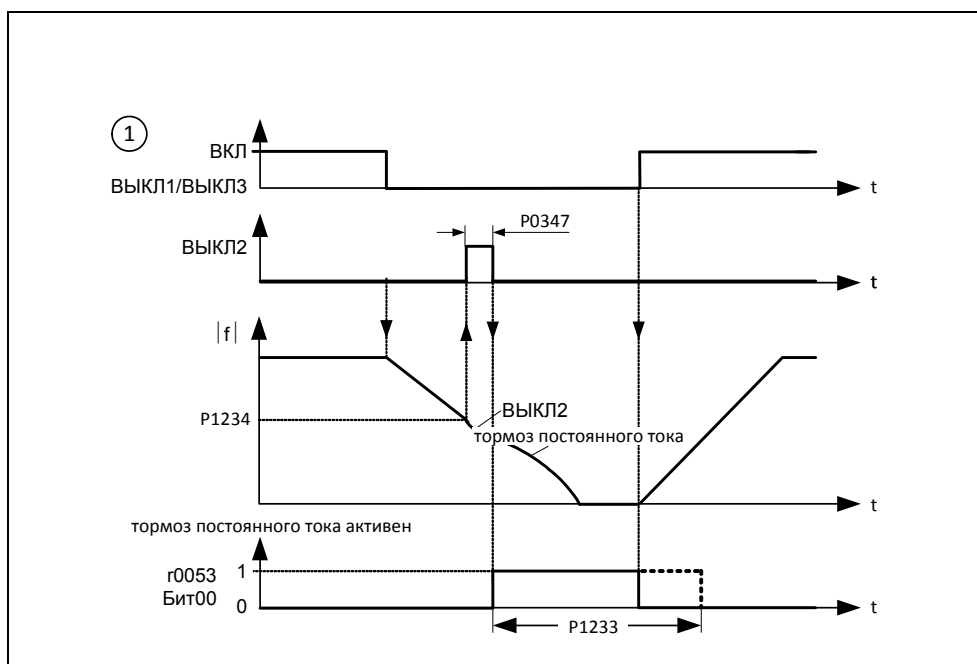 1
ВКЛ
ВЫКЛ1/ВЫКЛ3
t
P0347
ВЫКЛ2
t
|f|
P1234
ВЫКЛ2
тормоз постоянного тока
t
тормоз постоянного тока активен
r0053 1
Бит00 0
t
P1233